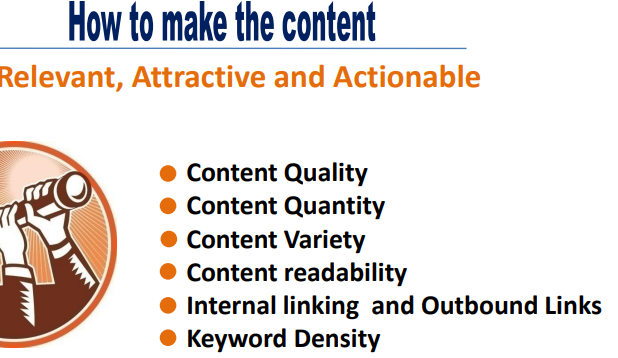 How to make the content
Relevant, Attractive and Actionable
Content Quality
Content Quantity
Content Variety
Content readability
Internal linking  and Outbound Links
Keyword Density